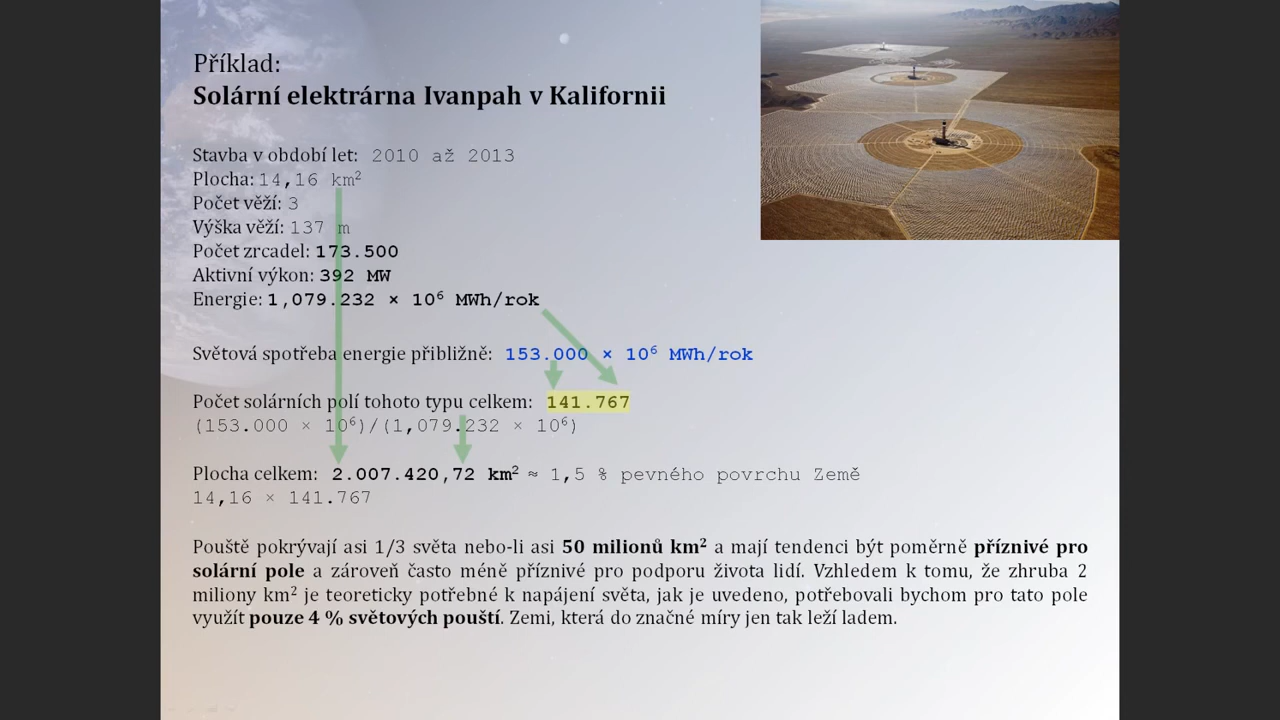 Příklad:
Solární elektrárna Ivanpah v Kalifornii
Stavba v období let: 2010 až 2013
Plocha: 14,16 km²
Počet věží: 3
Výška věží: 137 m
Počet zrcadel: 173.500
Aktivní výkon: 392 MW
Energie: 1,079.232 × 10⁶ MWh/rok
Světová spotřeba energie přibližně: 153.000 × 10⁶ MWh/rok
Počet solárních polí tohoto typu celkem: 141.767
(153.000 × 10⁶)/(1,079.232 × 10⁶)
Plocha celkem: 2.007.420,72 km² ≈ 1,5 % pevného povrchu Země
14,16 × 141.767
Pouště pokrývají asi 1/3 světa nebo-li asi 50 milionů km² a mají tendenci být poměrně příznivé pro
solární pole a zároveň často méně příznivé pro podporu života lidí. Vzhledem k tomu, že zhruba 2
miliony km² je teoreticky potřebné k napájení světa, jak je uvedeno, potřebovali bychom pro tato pole
využít pouze 4 % světových pouští. Zemi, která do značné míry jen tak leží ladem.